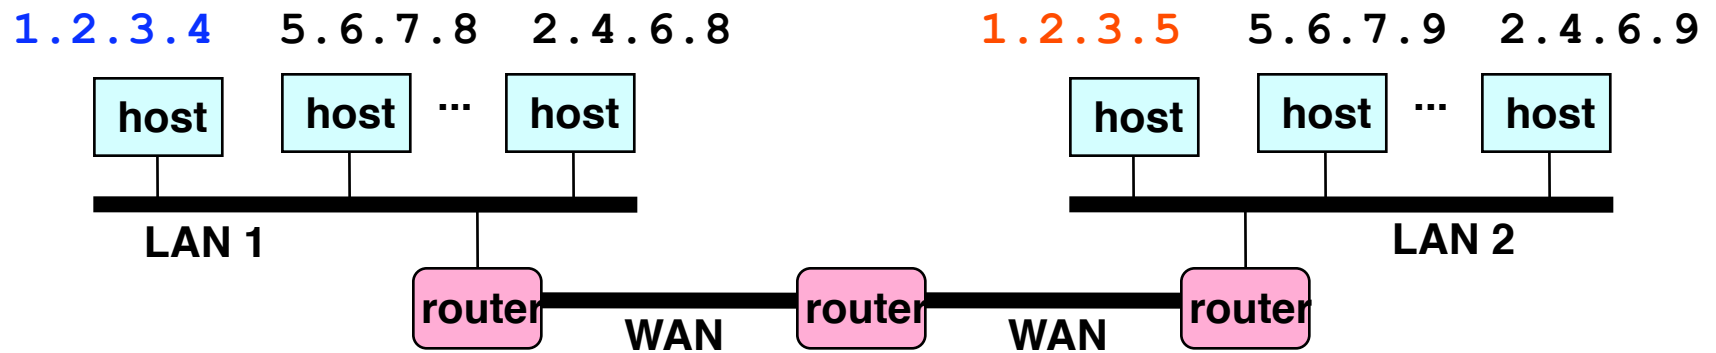 1.2.3.4 5.6.7.8 2.4.6.8 1.2.3.5 5.6.7.9 2.4.6.9
host host ... host host host ... host
LAN 1 LAN 2
router router router
WAN WAN